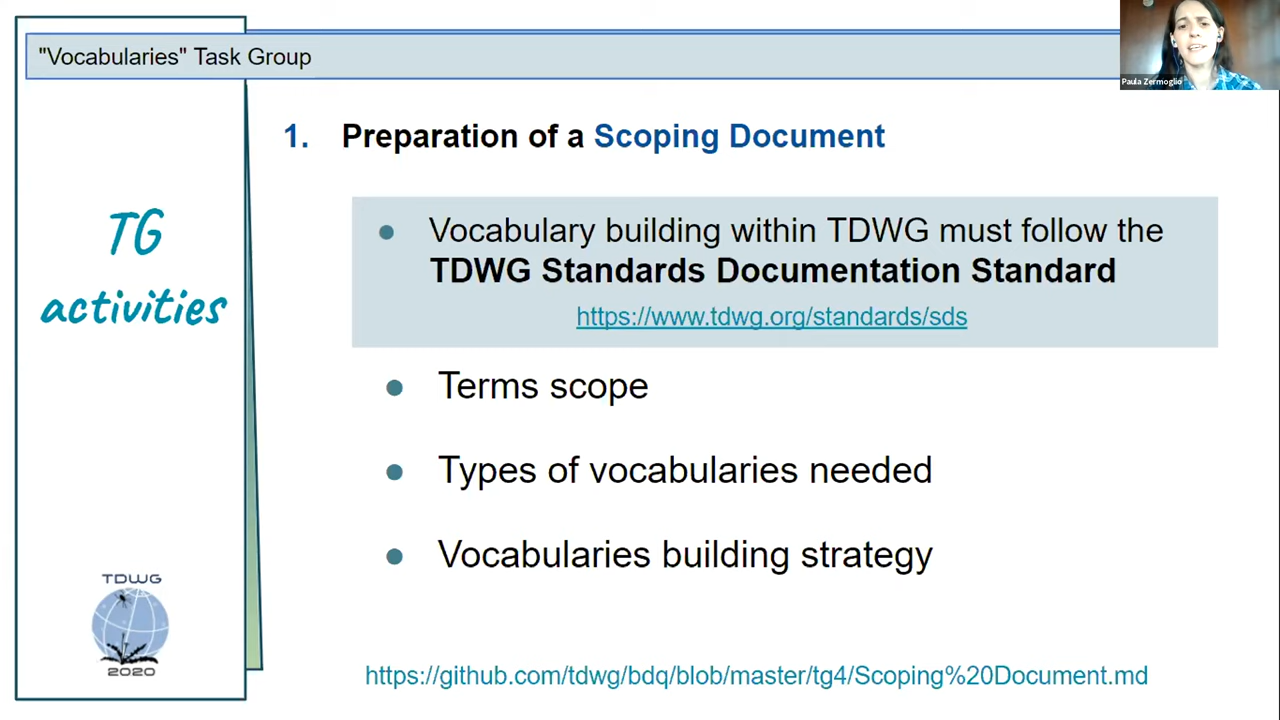 "Vocabularies" Task Group
Paula Zermoglio
1. Preparation of a Scoping Document
TG
activities
● Vocabulary building within TDWG must follow the
TDWG Standards Documentation Standard
https://www.tdwg.org/standards/sds
● Terms scope
● Types of vocabularies needed
● Vocabularies building strategy
TDWG
2020
https://github.com/tdwg/bdq/blob/master/tg4/Scoping%20Document.md